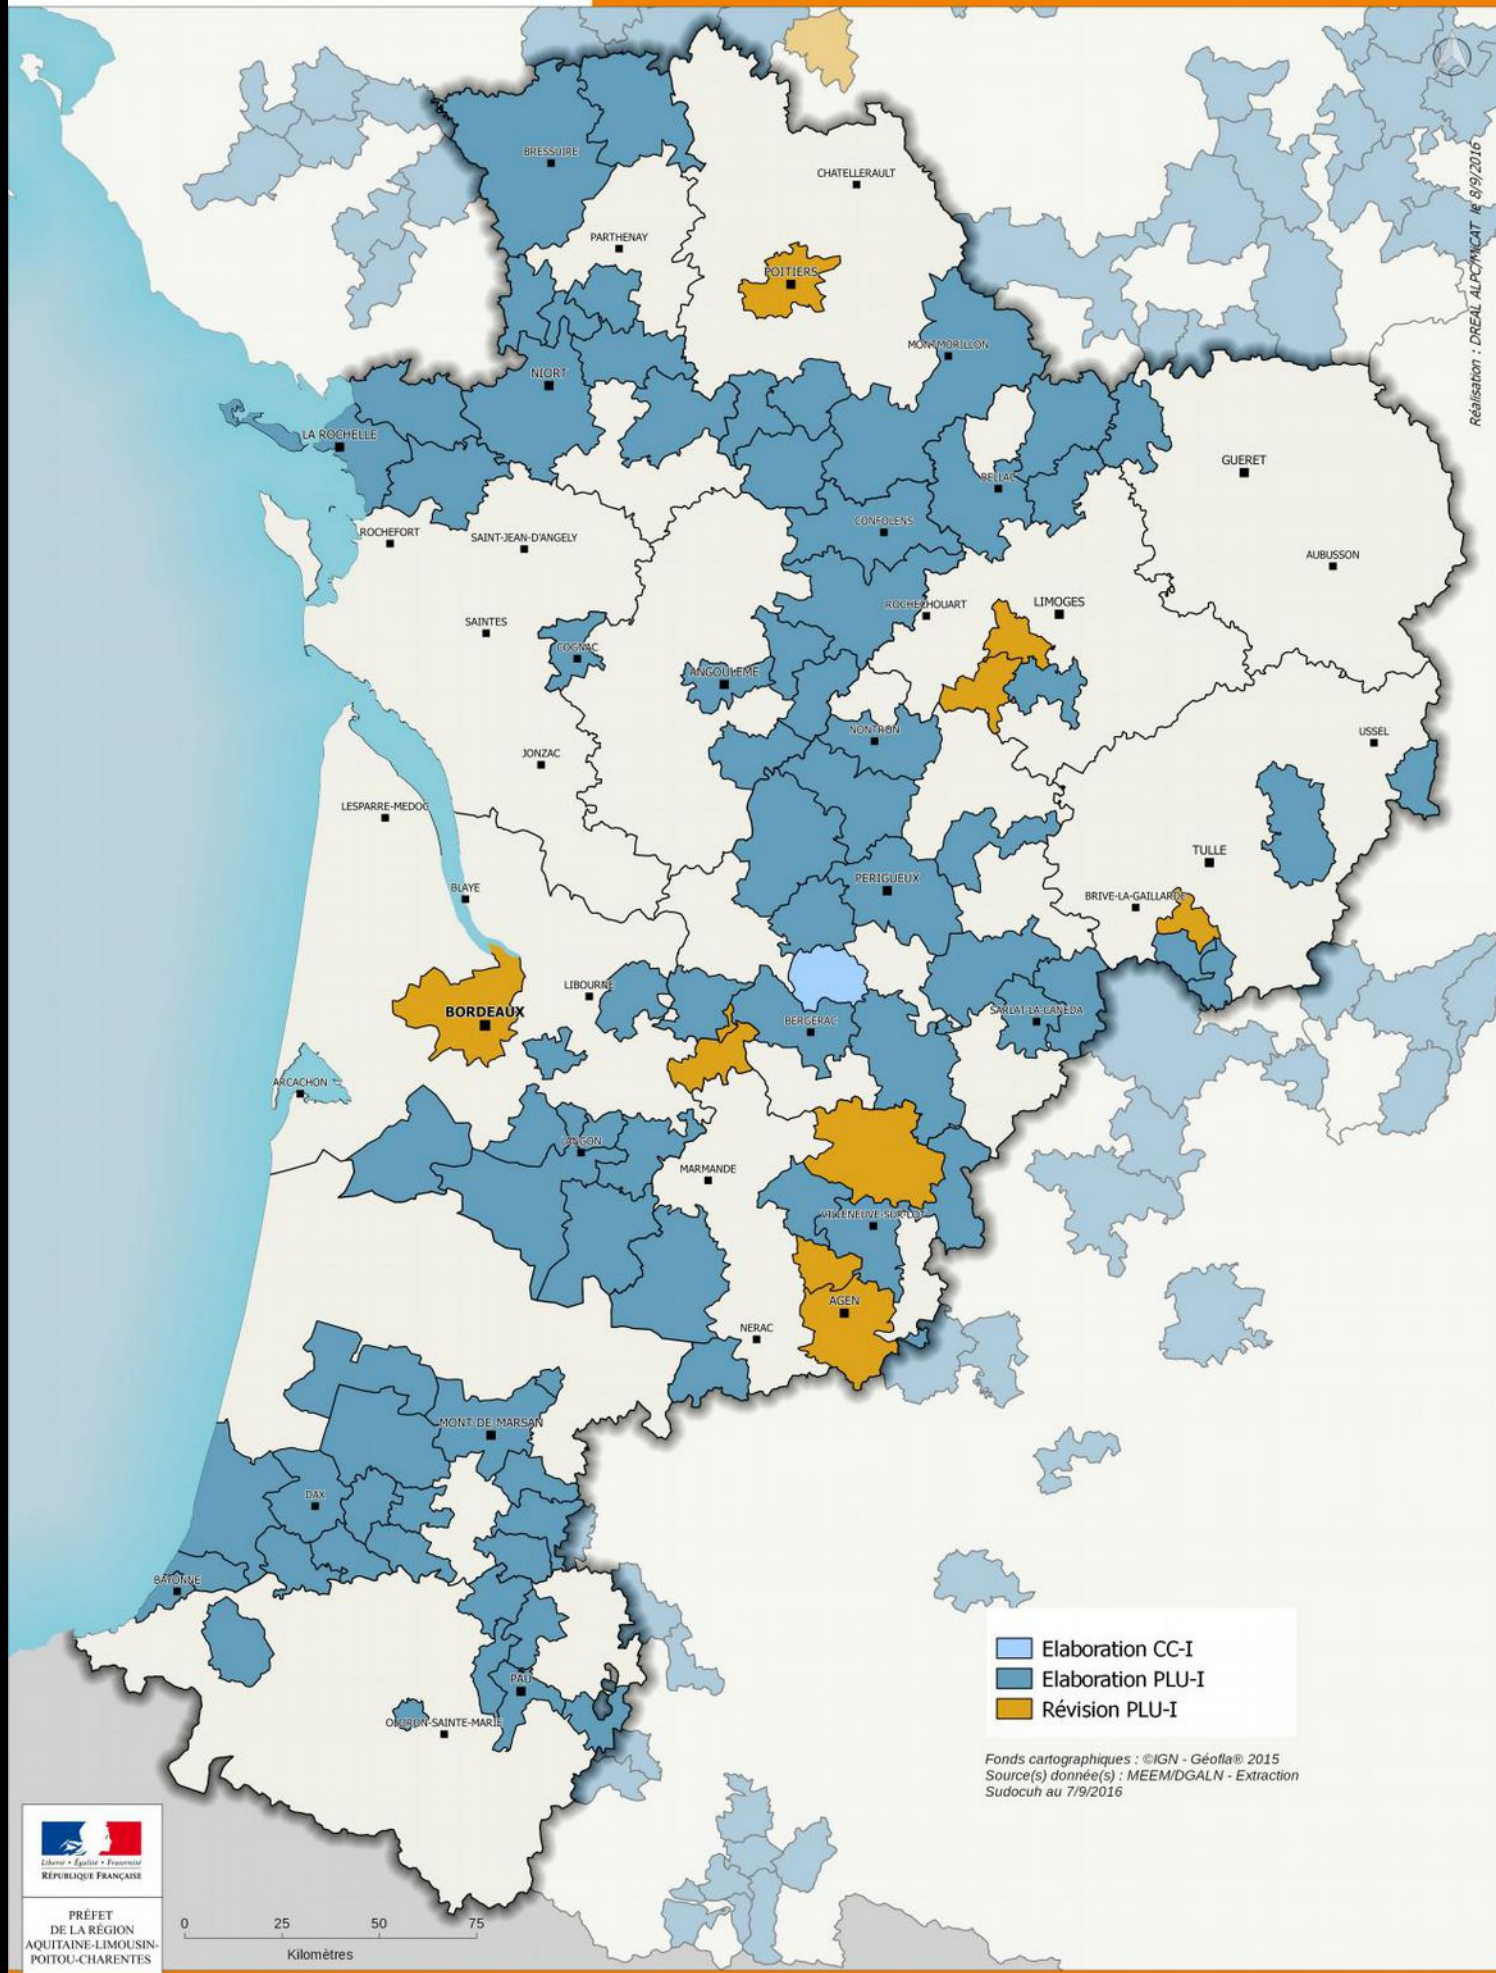 Réalisation : DREAL ALPC/MICAT le 8/9/2016
BRESSUIRE
CHATELLERAULT
PARTHENAY
POITIERS
MONTMORILLON
NIORT
LA ROCHELLE
GUERET
BELLAC
CONFOLENS
ROCHEFORT
SAINT-JEAN-D'ANGELY
AUBUSSON
ROCHECHOUART
LIMOGES
SAINTES
COGNAC
ANGOULEME
NONTRON
USSEL
JONZAC
LESPARRE-MEDOC
TULLE
PERIGUEUX
BLAYE
BRIVE-LA-GAILLARDE
LIBOURNE
BORDEAUX
SARLAT-LA-CANEDA
BERGERAC
ARCACHON
LANGON
MARMANDE
VILLENEUVE-SUR-LOT
AGEN
NERAC
MONT-DE-MARSAN
DAX
BAYONNE
PAU
OLORON-SAINTE-MARIE
Elaboration CC-I
Elaboration PLU-I
Révision PLU-I
Fonds cartographiques : ©IGN - Géofla® 2015
Source(s) donnée(s) : MEEM/DGALN - Extraction
Sudocuh au 7/9/2016
Liberté • Égalité • Fraternité
RÉPUBLIQUE FRANÇAISE
PRÉFET
DE LA RÉGION
AQUITAINE-LIMOUSIN-
POITOU-CHARENTES
0 25 50 75
Kilomètres